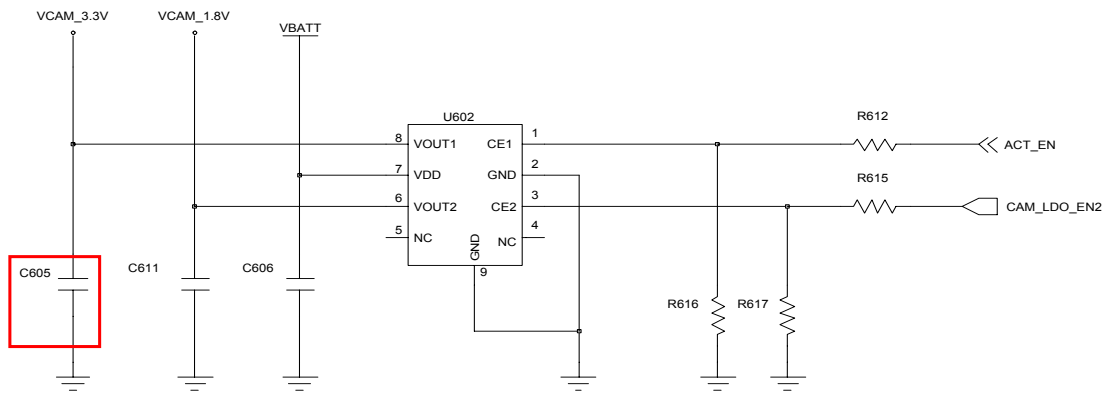 VCAM_3.3V VCAM_1.8V
VBATT
U602
R612
8 VOUT1 CE1 1 ACT_EN
7 VDD GND 2
R615
6 VOUT2 CE2 3 CAM_LDO_EN2
5 NC GND NC 4
9
C605 C611 C606
R616 R617